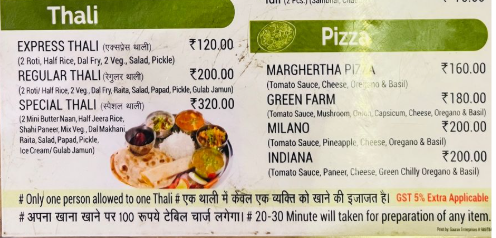 Thali
EXPRESS THALI (एक्सप्रेस थाली) ₹120.00
(2 Roti, Half Rice, Dal Fry, 2 Veg., Salad, Pickle)
REGULAR THALI (रेगुलर थाली) ₹200.00
(2 Roti/ Half Rice, 2 Veg., Dal Fry, Raita, Salad, Papad, Pickle, Gulab Jamun)
SPECIAL THALI (स्पेशल थाली) ₹320.00
(2 Mini Butter Naan, Half Jeera Rice,
Shahi Paneer, Mix Veg., Dal Makhani
Raita, Salad, Papad, Pickle,
Ice Cream/ Gulab Jamun)
Pizza
MARGHERTHA PIZZA ₹160.00
(Tomato Sauce, Cheese, Oregano & Basil)
GREEN FARM ₹180.00
(Tomato Sauce, Mushroom, Onion, Capsicum, Cheese, Oregano & Basil)
MILANO ₹200.00
(Tomato Sauce, Pineapple, Cheese, Oregano & Basil)
INDIANA ₹200.00
(Tomato Sauce, Paneer, Cheese, Green Chilly Oregano & Basil)
# Only one person allowed to one Thali # एक थाली में केवल एक व्यक्ति को खाने की इजाजत है। GST 5% Extra Applicable
# अपना खाना खाने पर 100 रूपये टेबिल चार्ज लगेगा। # 20-30 Minute will taken for preparation of any item.